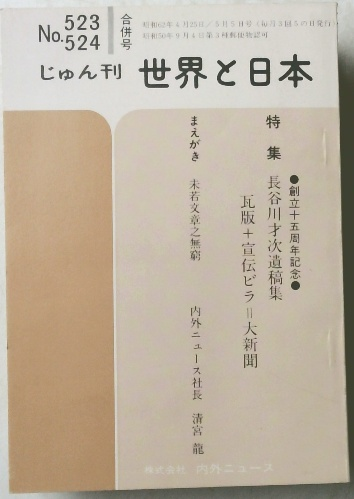 No.523
524
合併号
昭和62年4月25日/5月5日号(毎月3回5の日発行)
昭和50年9月4日第3種郵便物認可
じゅん刊 世界と日本
●創立十五周年記念●
特集 長谷川才次遺稿集
瓦版+宣伝ビラ=大新聞
まえがき 未若文章之無窮
内外ニュース社長 清宮龍
株式会社 内外ニュース